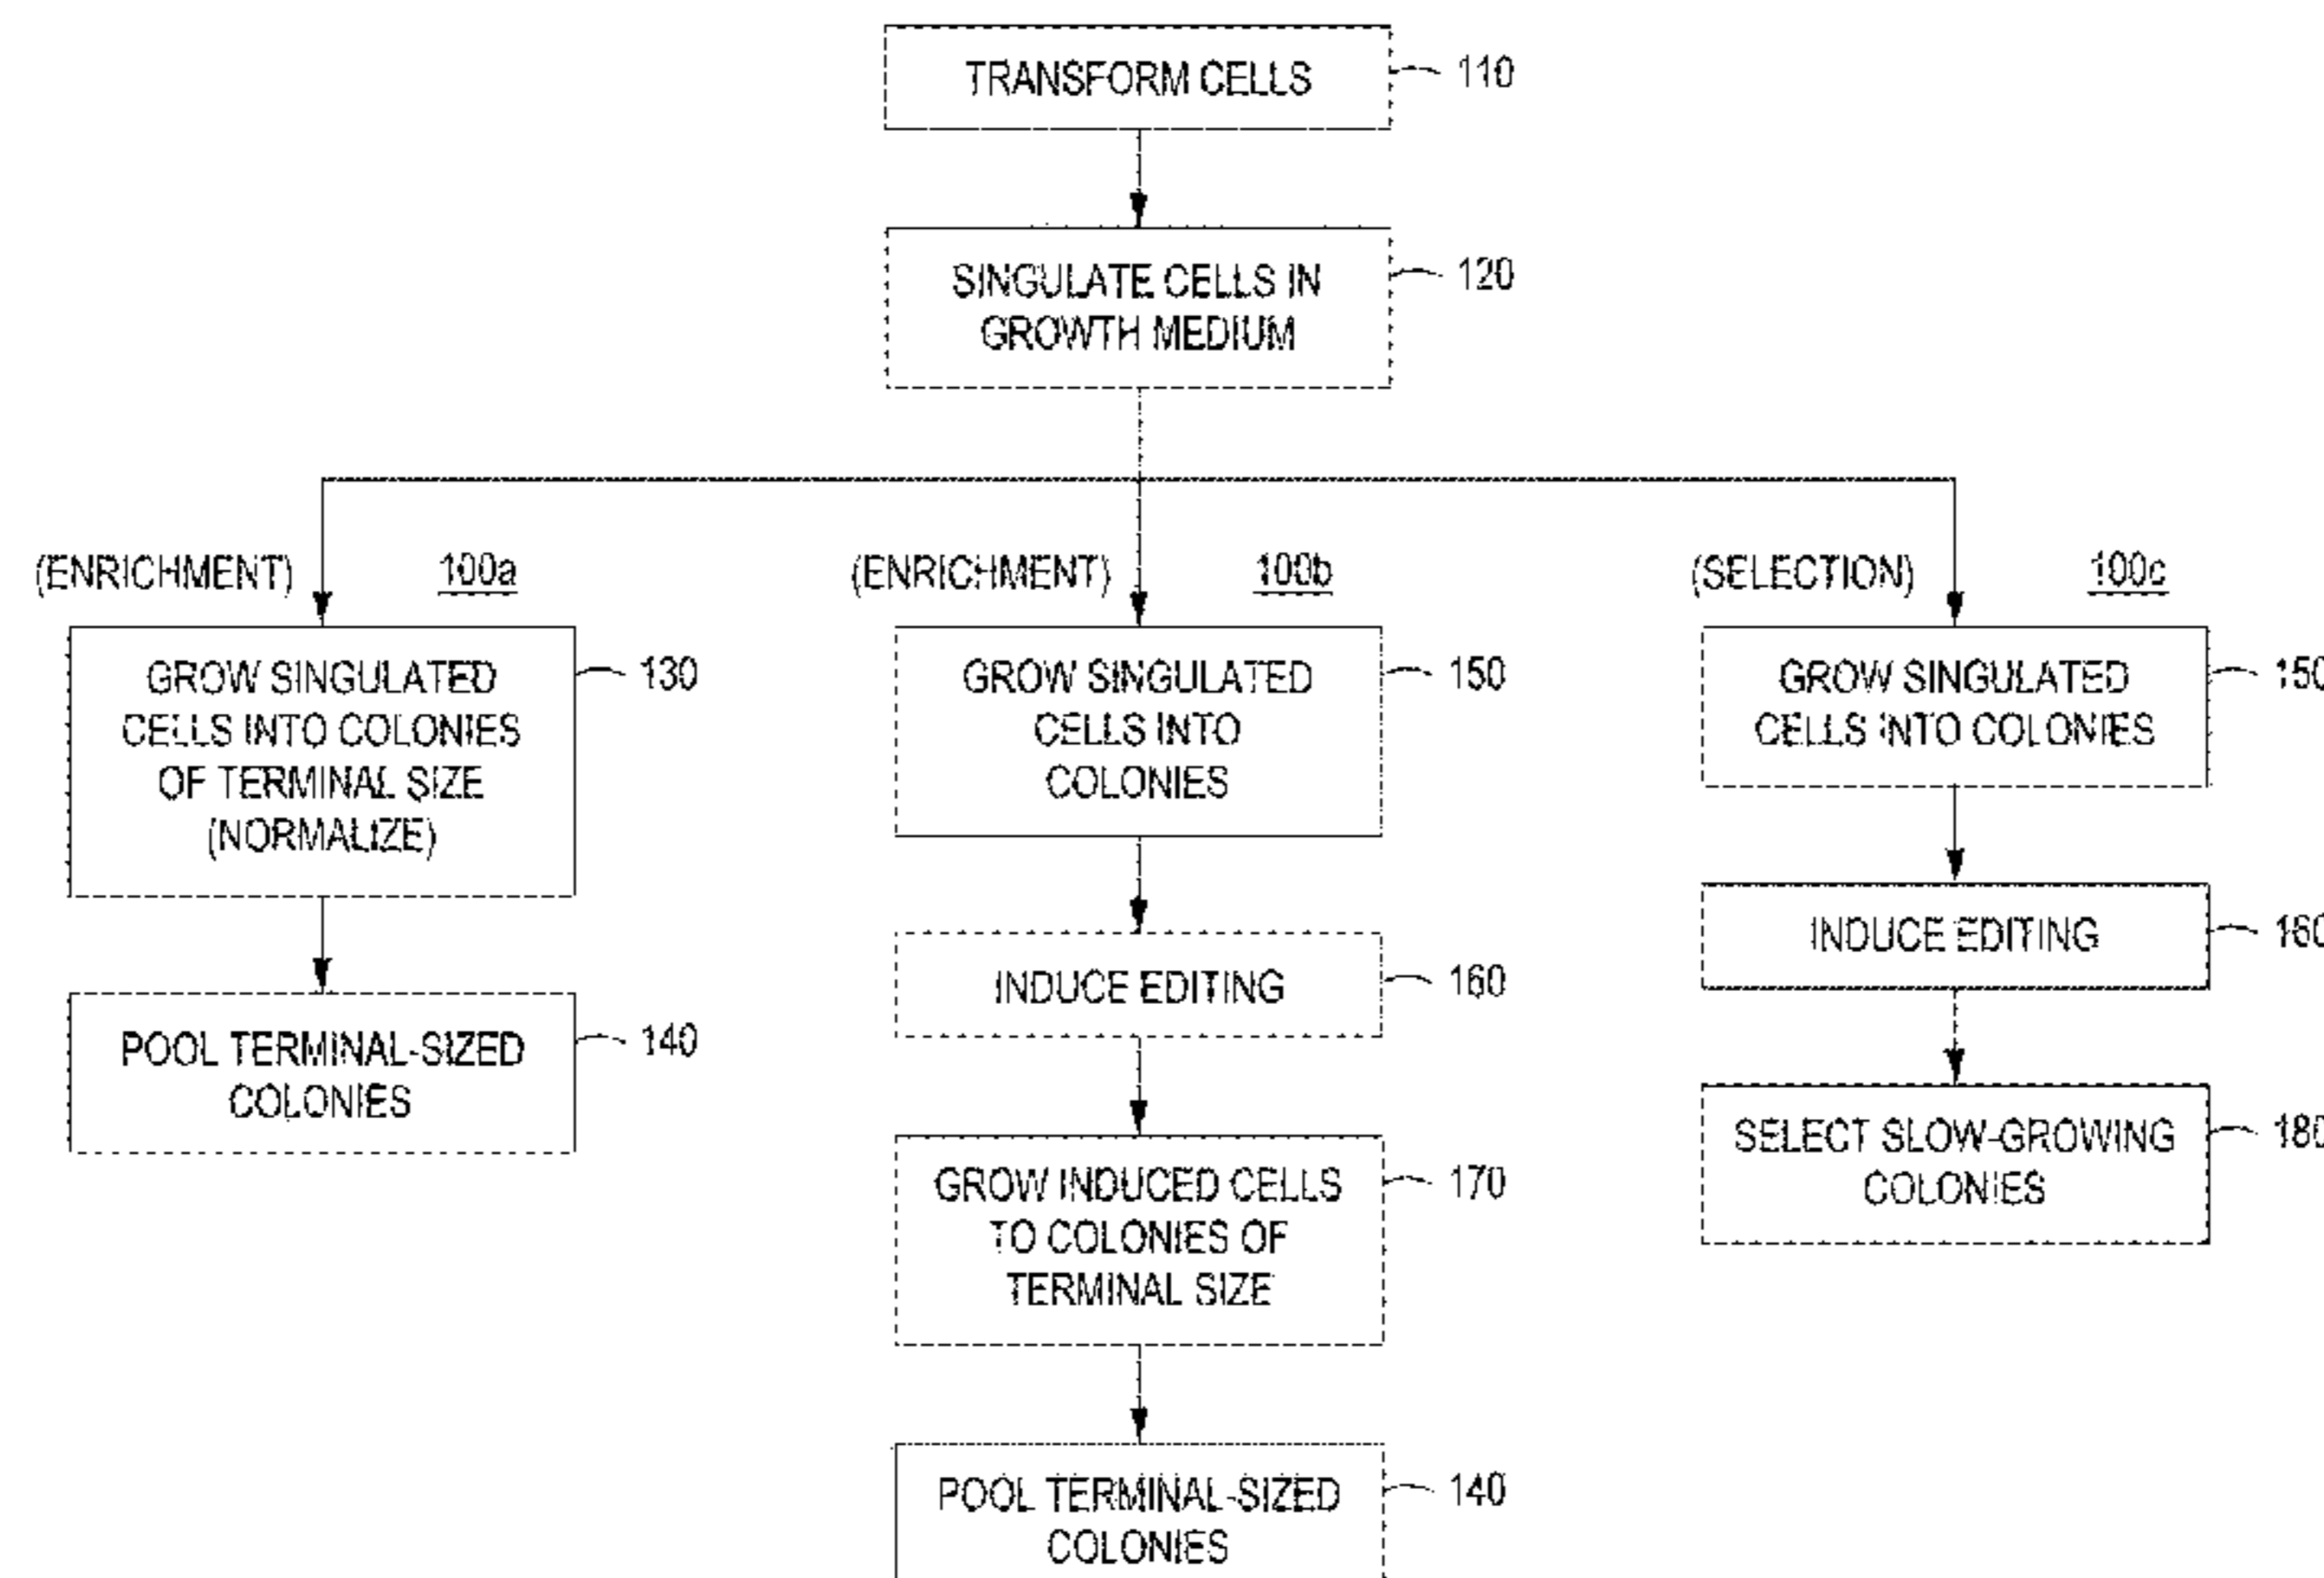 TRANSFORM CELLS
110
SINGULATE CELLS IN
GROWTH MEDIUM
120
(ENRICHMENT)
100a
GROW SINGULATED
CELLS INTO COLONIES
OF TERMINAL SIZE
(NORMALIZE)
130
POOL TERMINAL-SIZED
COLONIES
140
(ENRICHMENT)
100b
GROW SINGULATED
CELLS INTO
COLONIES
150
INDUCE EDITING
160
GROW INDUCED CELLS
TO COLONIES OF
TERMINAL SIZE
170
POOL TERMINAL-SIZED
COLONIES
140
(SELECTION)
100c
GROW SINGULATED
CELLS INTO COLONIES
150
INDUCE EDITING
160
SELECT SLOW-GROWING
COLONIES
180